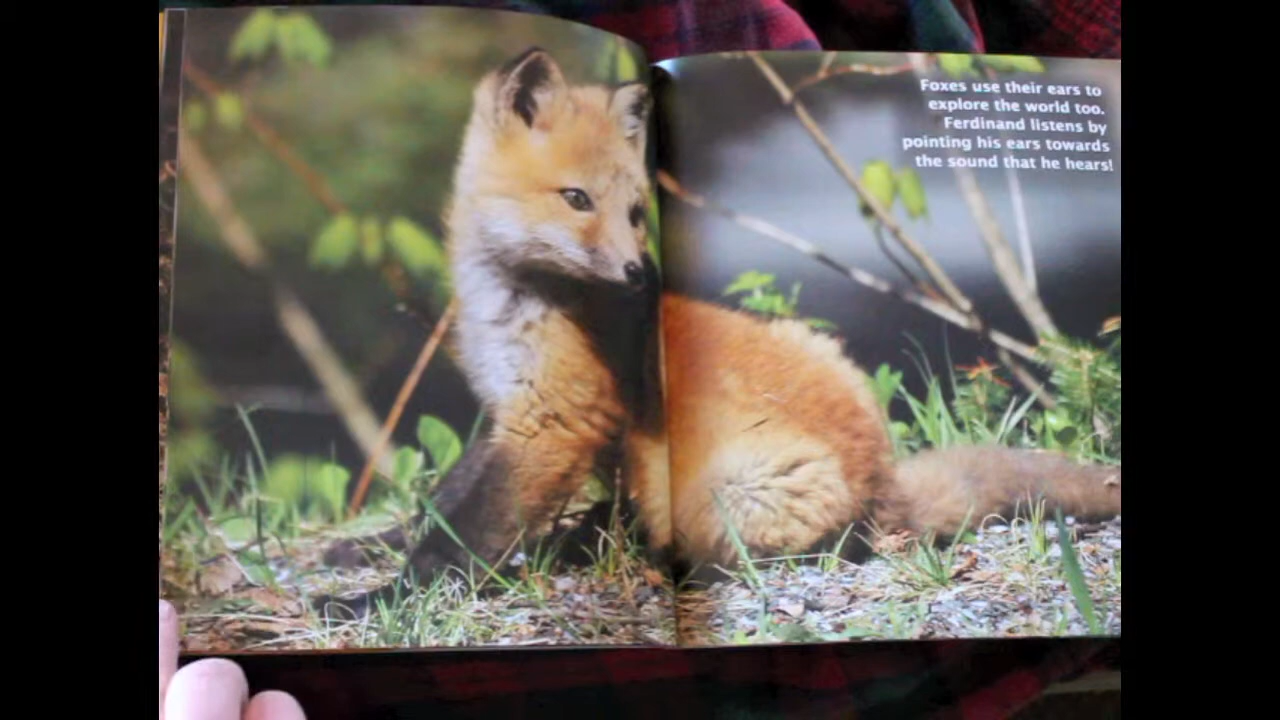 Foxes use their ears to
explore the world too.
Ferdinand listens by
pointing his ears towards
the sound that he hears!